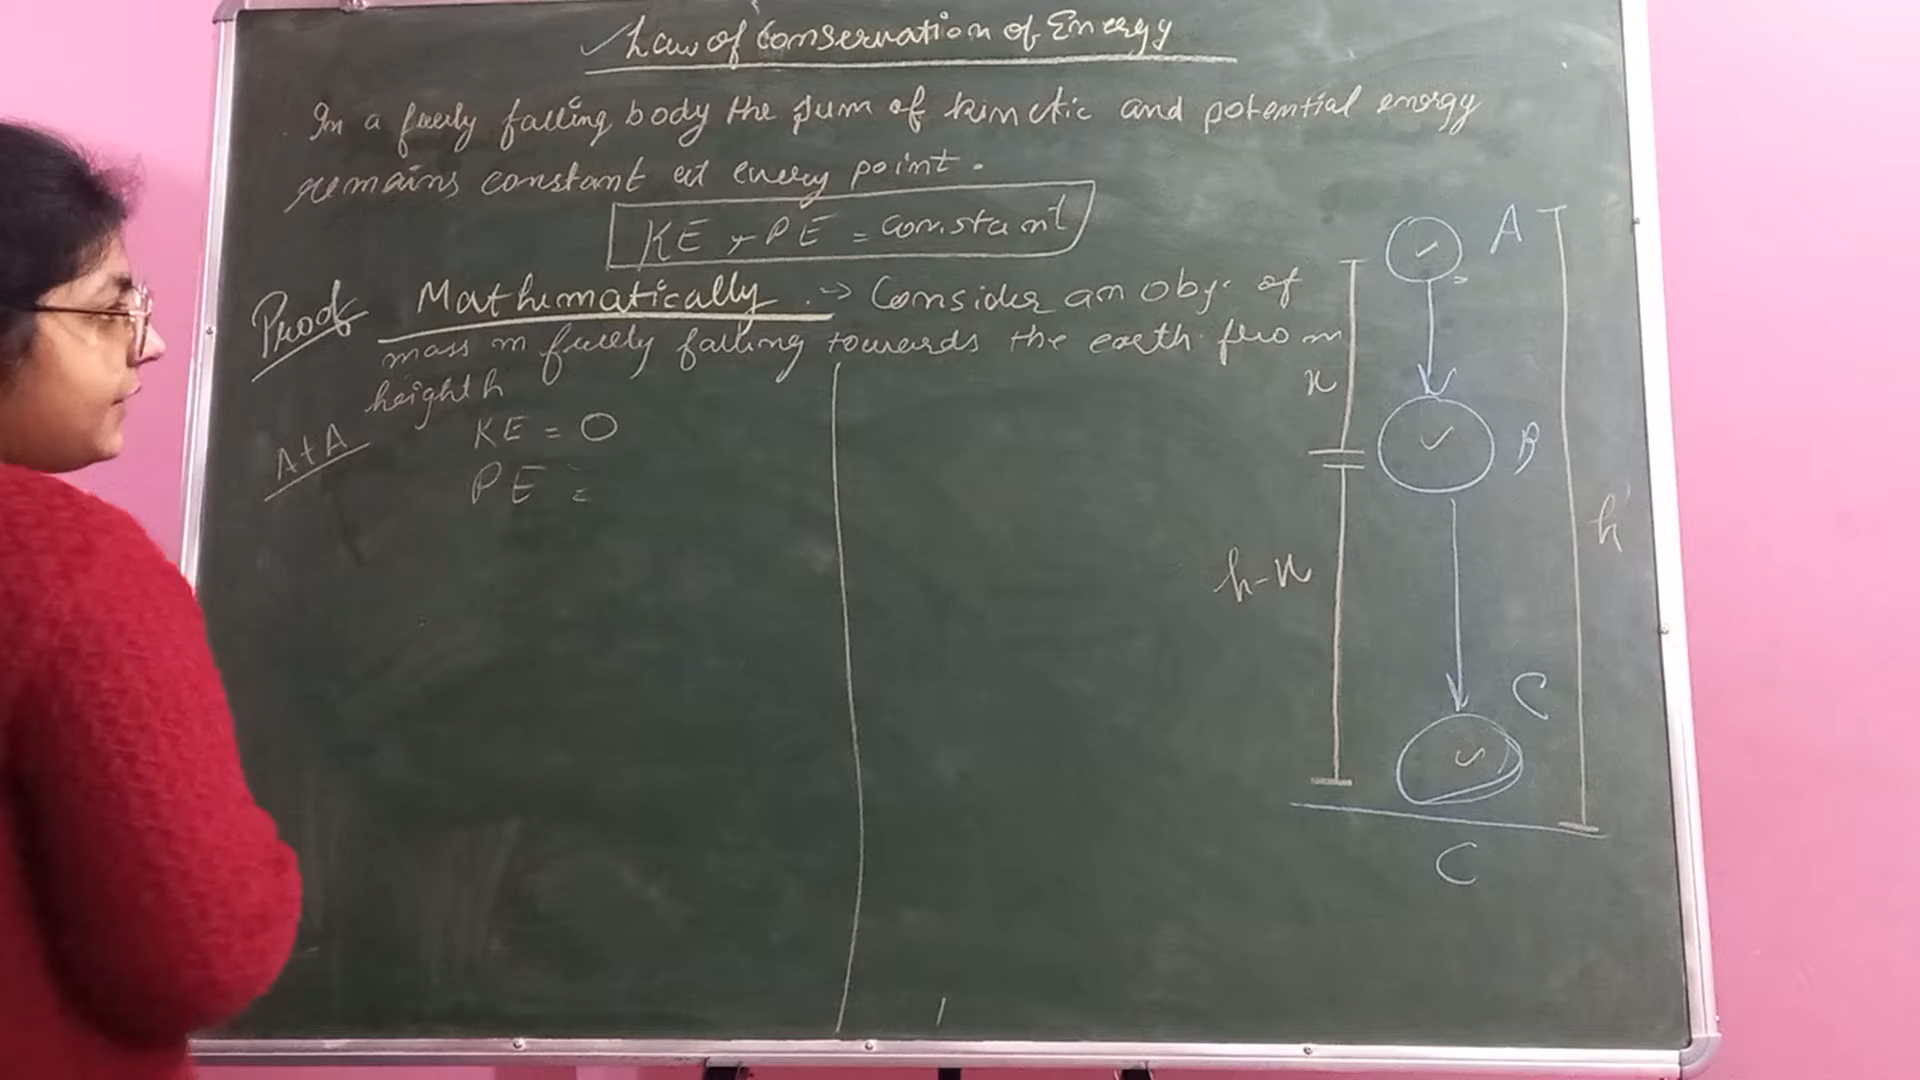 Law of Conservation of Energy
In a freely falling body the sum of kinetic and potential energy
remains constant at every point.
KE + PE = constant
Proof Mathematically :→ Consider an obj. of
mass m freely falling towards the earth from
height h
At A KE = 0
PE =
A
x
B
h-x
h
C
C